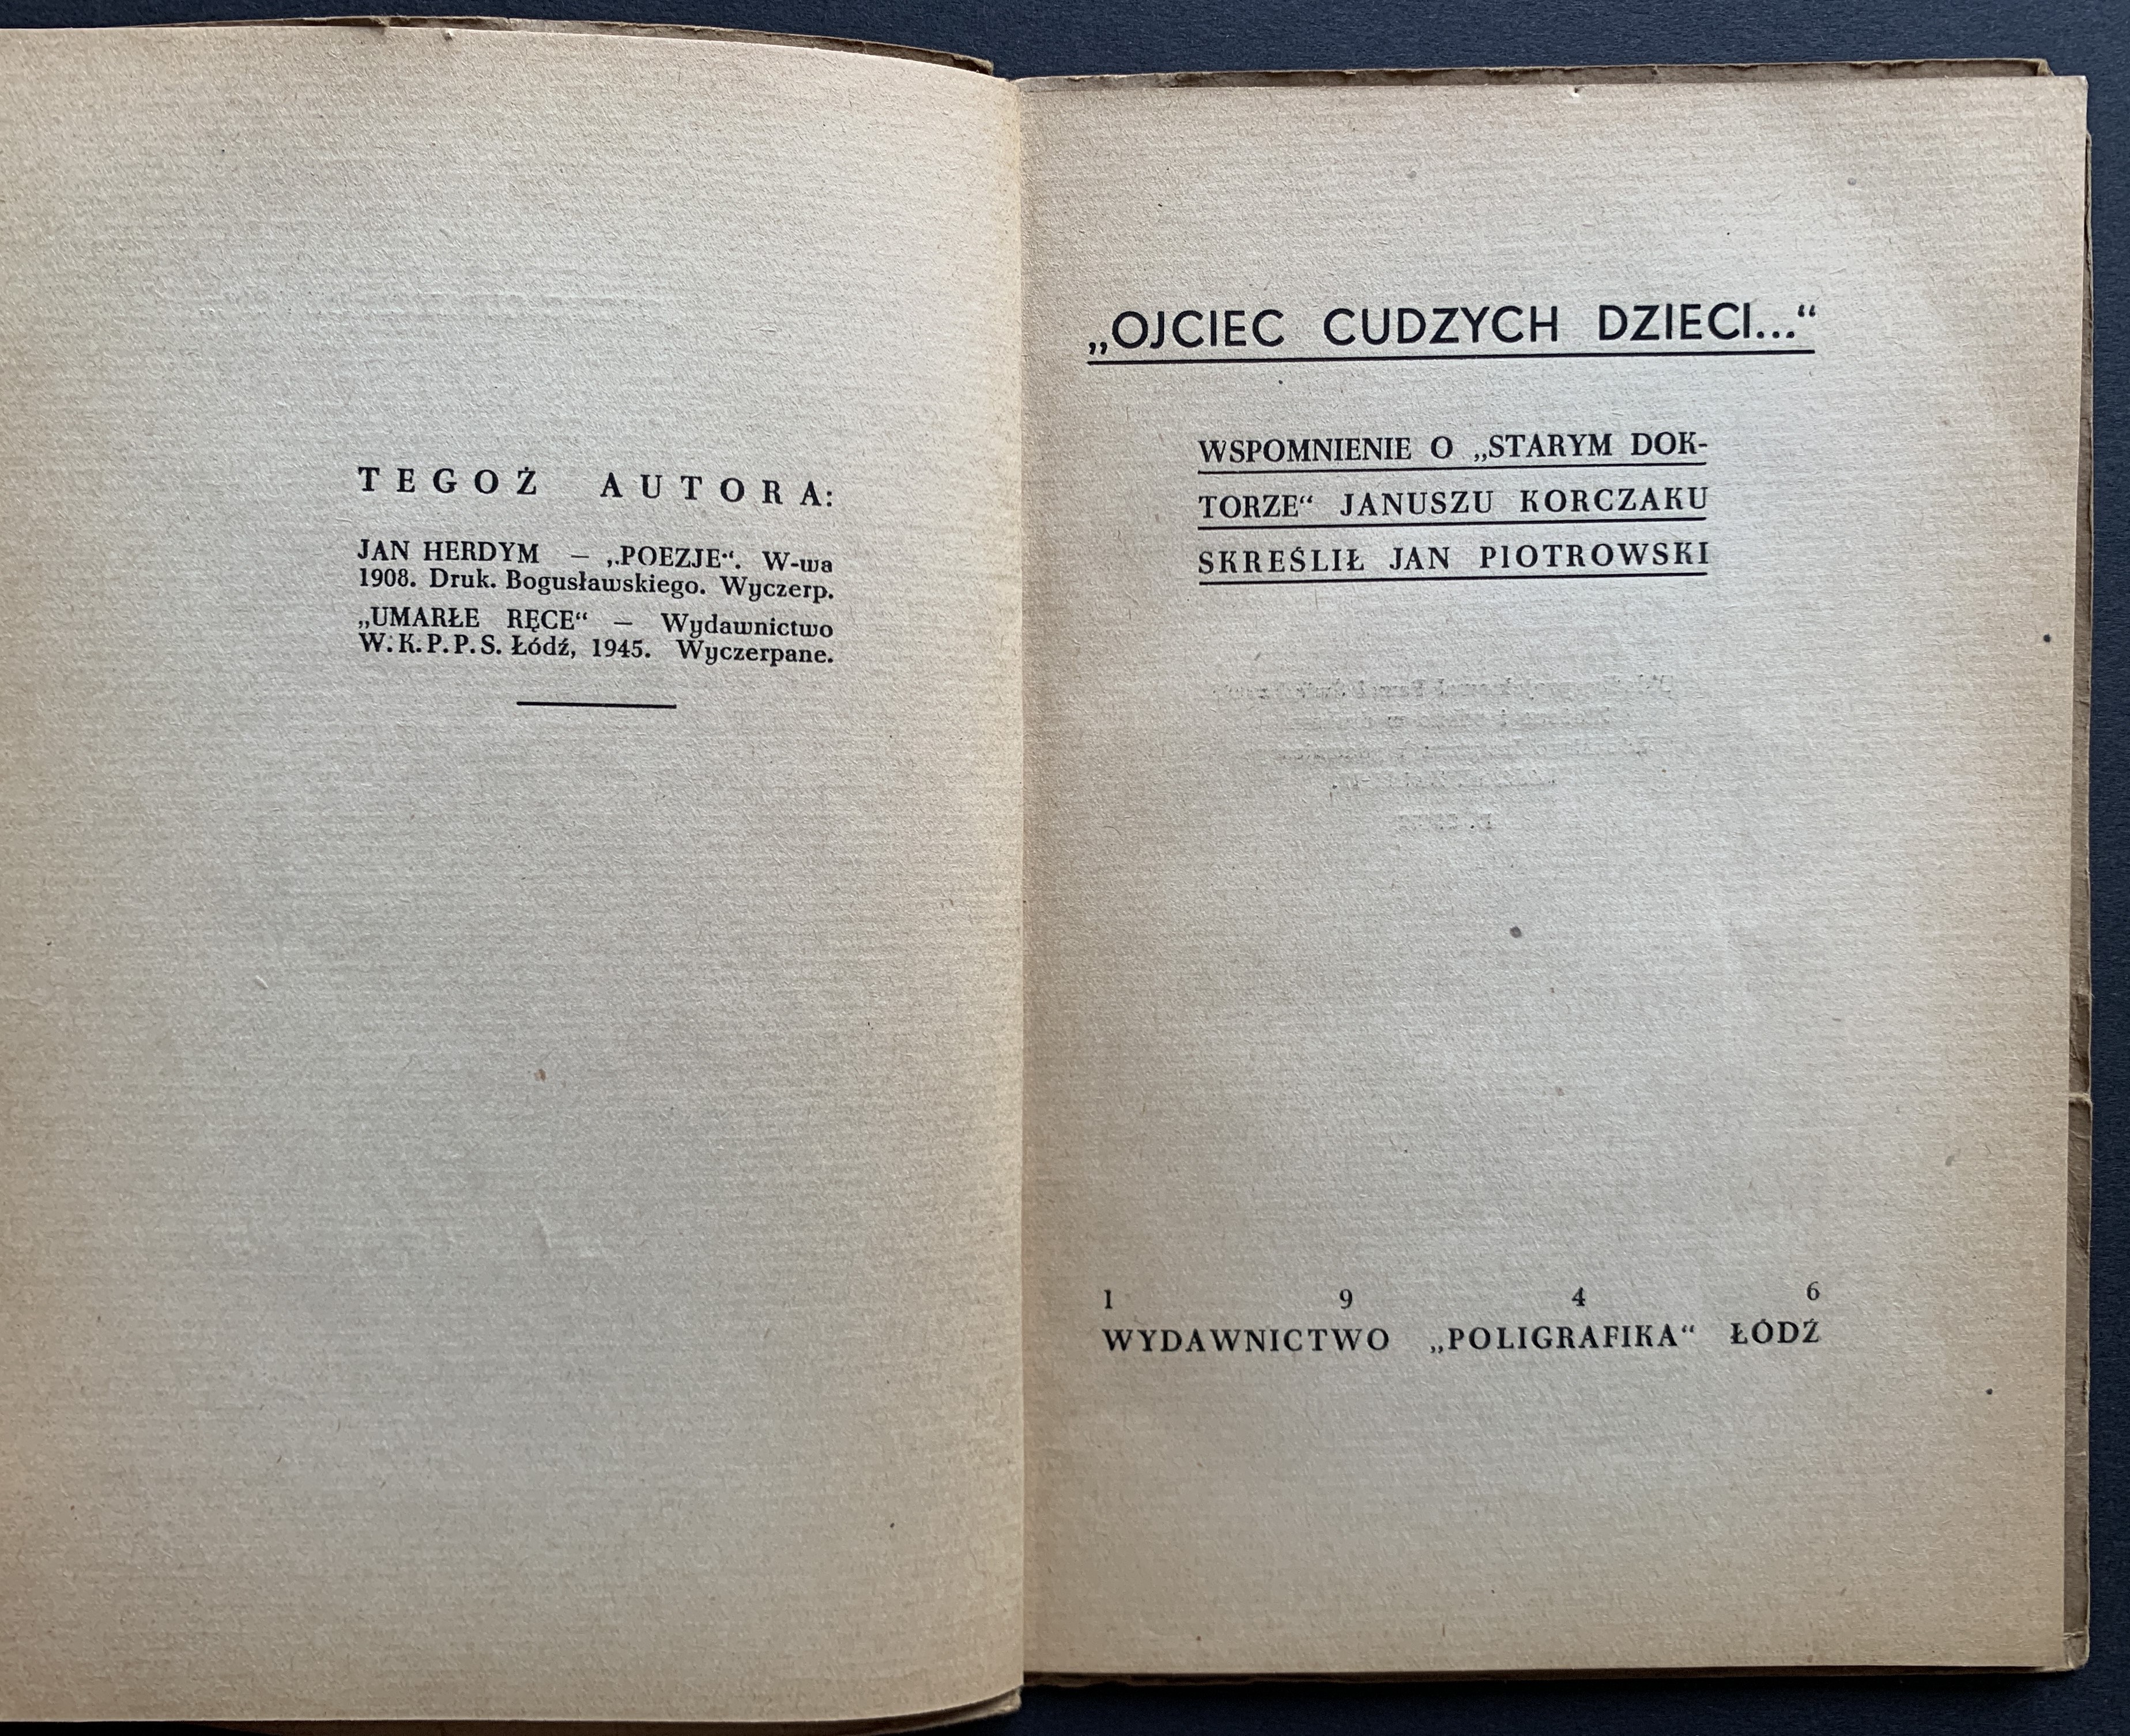 TEGOŻ AUTORA:
JAN HERDYM — „POEZJE“. W-wa
1908. Druk. Bogusławskiego. Wyczerp.
„UMARŁE RĘCE“ — Wydawnictwo
W.K.P.P.S. Łódź, 1945. Wyczerpane.
„OJCIEC CUDZYCH DZIECI...“
WSPOMNIENIE O „STARYM DOK-
TORZE“ JANUSZU KORCZAKU
SKREŚLIŁ JAN PIOTROWSKI
1 9 4 6
WYDAWNICTWO „POLIGRAFIKA“ ŁÓDŹ